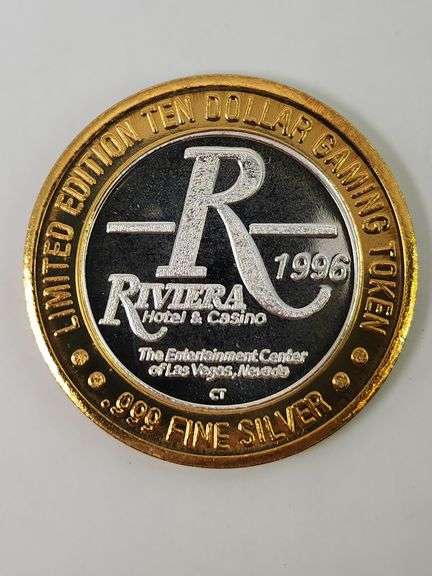 LIMITED EDITION TEN DOLLAR GAMING TOKEN
R
1996
RIVIERA
Hotel & Casino
The Entertainment Center
of Las Vegas, Nevada
CT
.999 FINE SILVER